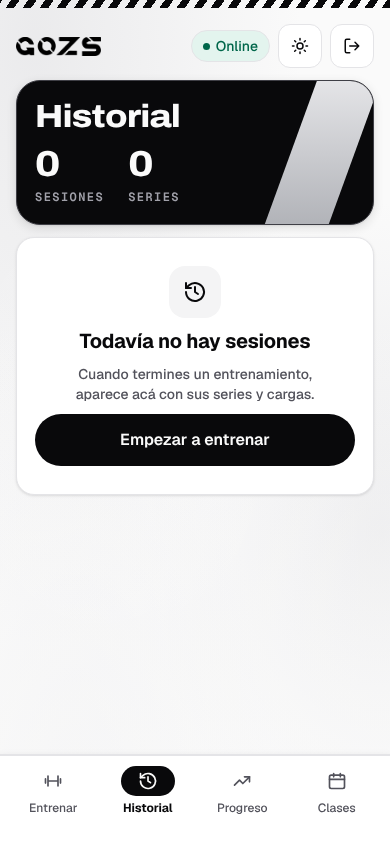 GOZS
Online
Historial
0 0
SESIONES SERIES
Todavía no hay sesiones
Cuando termines un entrenamiento,
aparece acá con sus series y cargas.
Empezar a entrenar
Entrenar Historial Progreso Clases